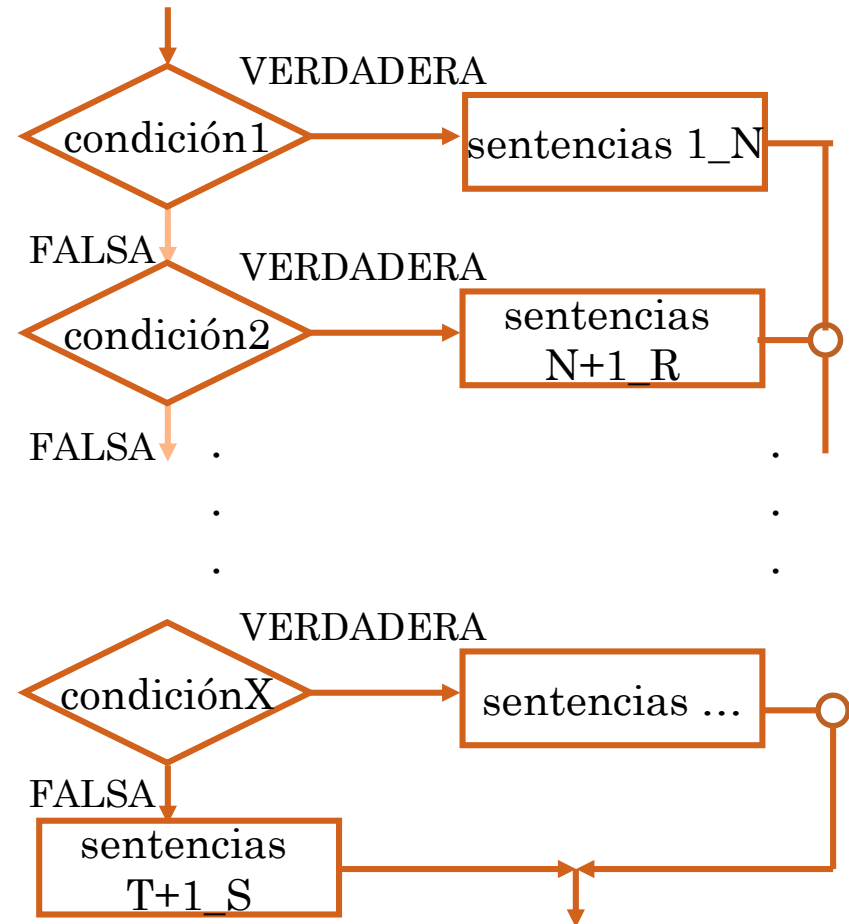 VERDADERA
condición1
sentencias 1_N
FALSA
VERDADERA
condición2
sentencias
N+1_R
FALSA
.
.
.
.
.
.
VERDADERA
condiciónX
sentencias ...
FALSA
sentencias
T+1_S